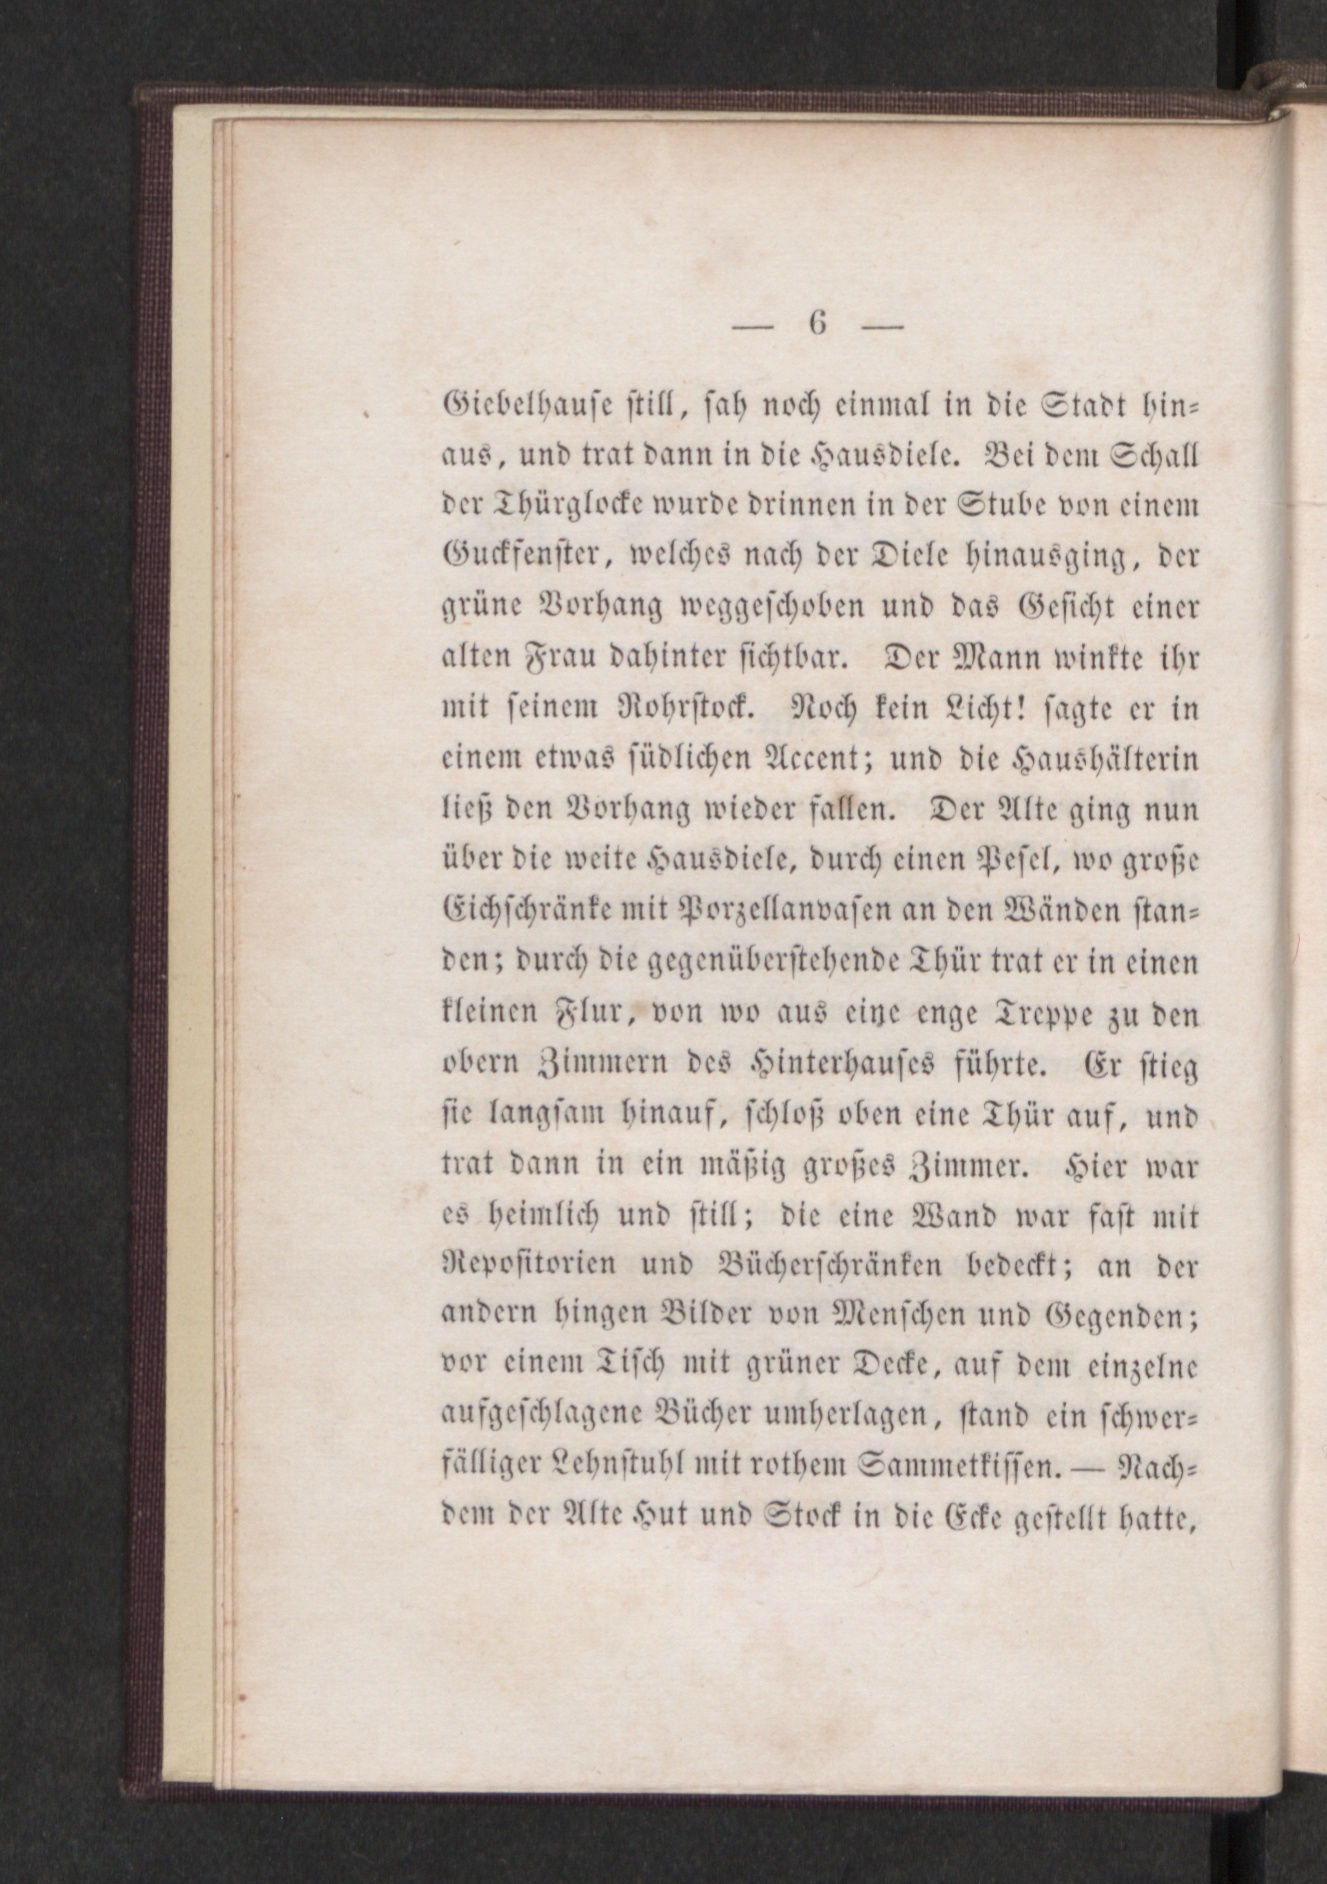 — 6 —
Giebelhauſe ſtill, ſah noch einmal in die Stadt hin⸗
aus, und trat dann in die Hausdiele. Bei dem Schall
der Thürglocke wurde drinnen in der Stube von einem
Guckfenſter, welches nach der Diele hinausging, der
grüne Vorhang weggeſchoben und das Geſicht einer
alten Frau dahinter ſichtbar. Der Mann winkte ihr
mit ſeinem Rohrſtock. Noch kein Licht! ſagte er in
einem etwas ſüdlichen Accent; und die Haushälterin
ließ den Vorhang wieder fallen. Der Alte ging nun
über die weite Hausdiele, durch einen Peſel, wo große
Eichſchränke mit Porzellanvaſen an den Wänden ſtan⸗
den; durch die gegenüberſtehende Thür trat er in einen
kleinen Flur, von wo aus eine enge Treppe zu den
obern Zimmern des Hinterhauſes führte. Er ſtieg
ſie langſam hinauf, ſchloß oben eine Thür auf, und
trat dann in ein mäßig großes Zimmer. Hier war
es heimlich und ſtill; die eine Wand war faſt mit
Repoſitorien und Bücherſchränken bedeckt; an der
andern hingen Bilder von Menſchen und Gegenden;
vor einem Tiſch mit grüner Decke, auf dem einzelne
aufgeſchlagene Bücher umherlagen, ſtand ein ſchwer⸗
fälliger Lehnſtuhl mit rothem Sammetkiſſen. — Nach⸗
dem der Alte Hut und Stock in die Ecke geſtellt hatte,